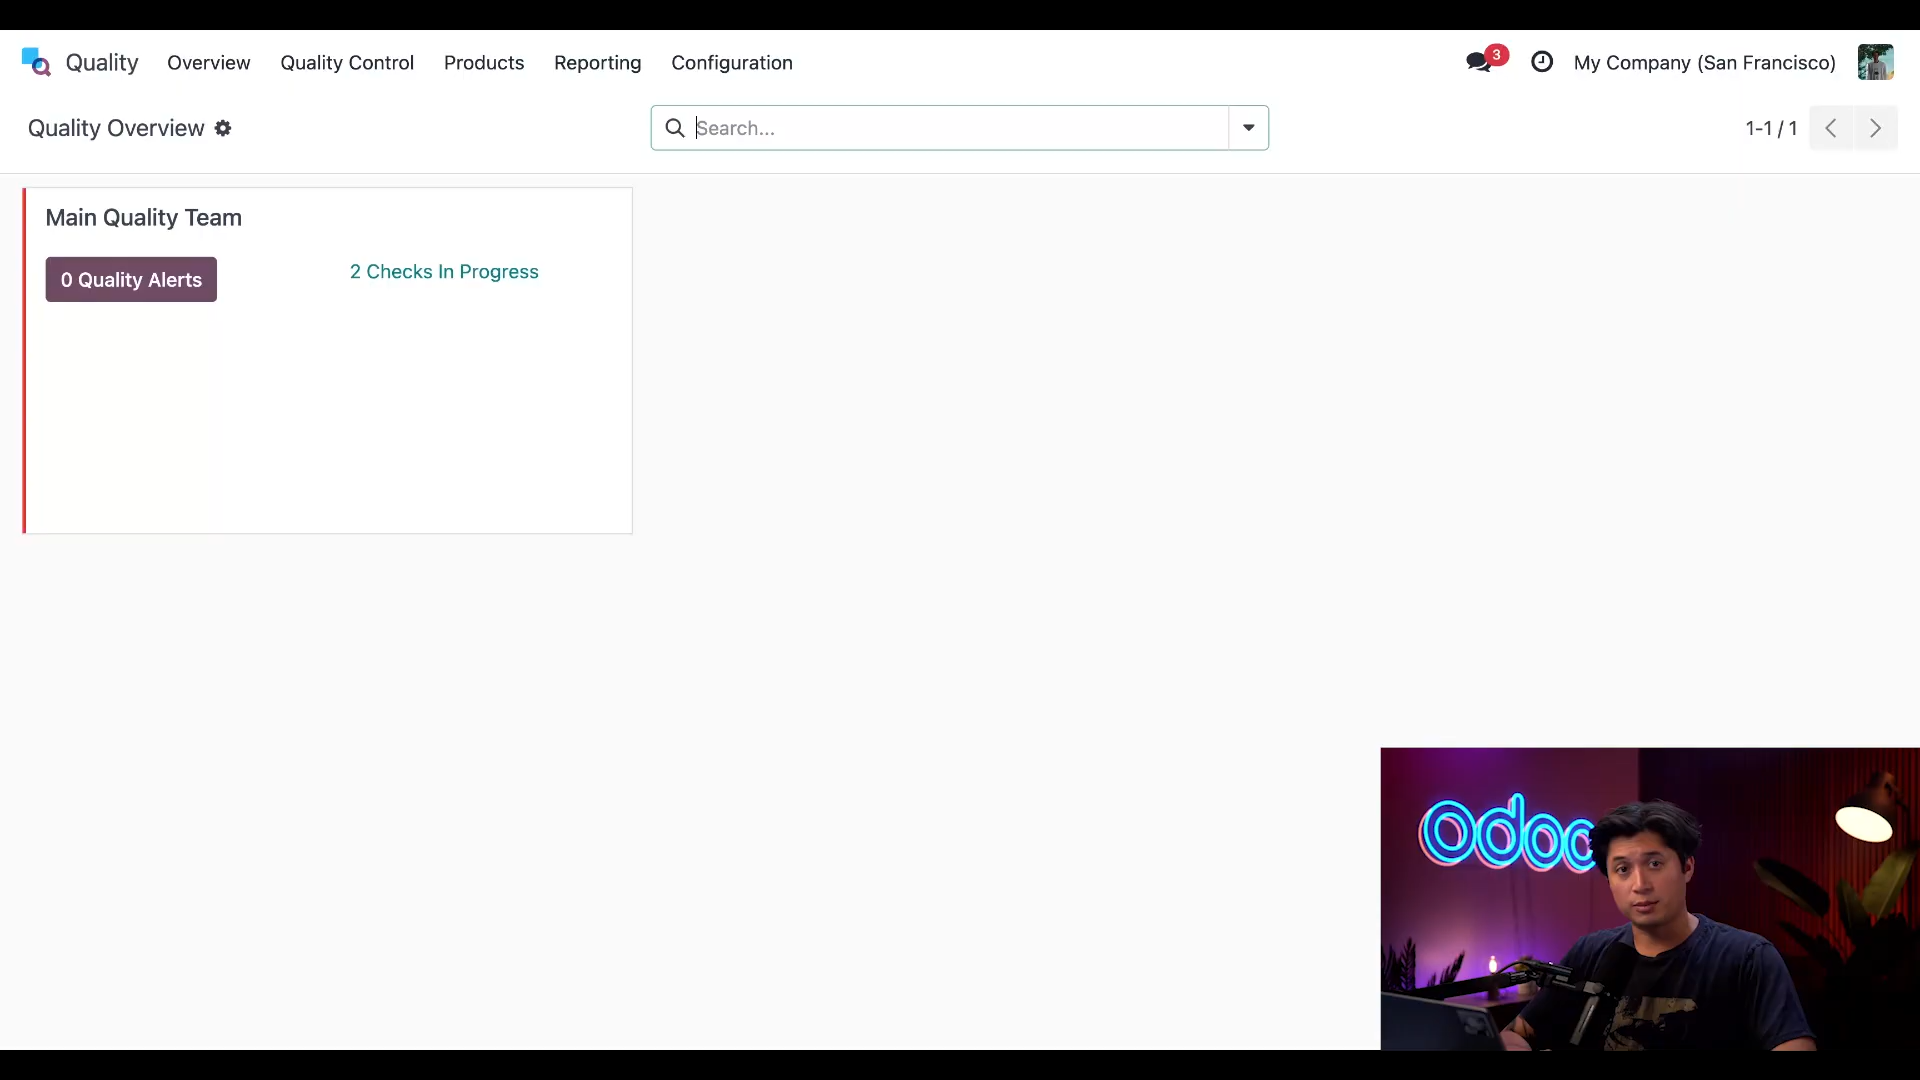 Quality Overview Quality Control Products Reporting Configuration 3 My Company (San Francisco)
Quality Overview Search... 1-1 / 1
Main Quality Team
0 Quality Alerts 2 Checks In Progress
odoo